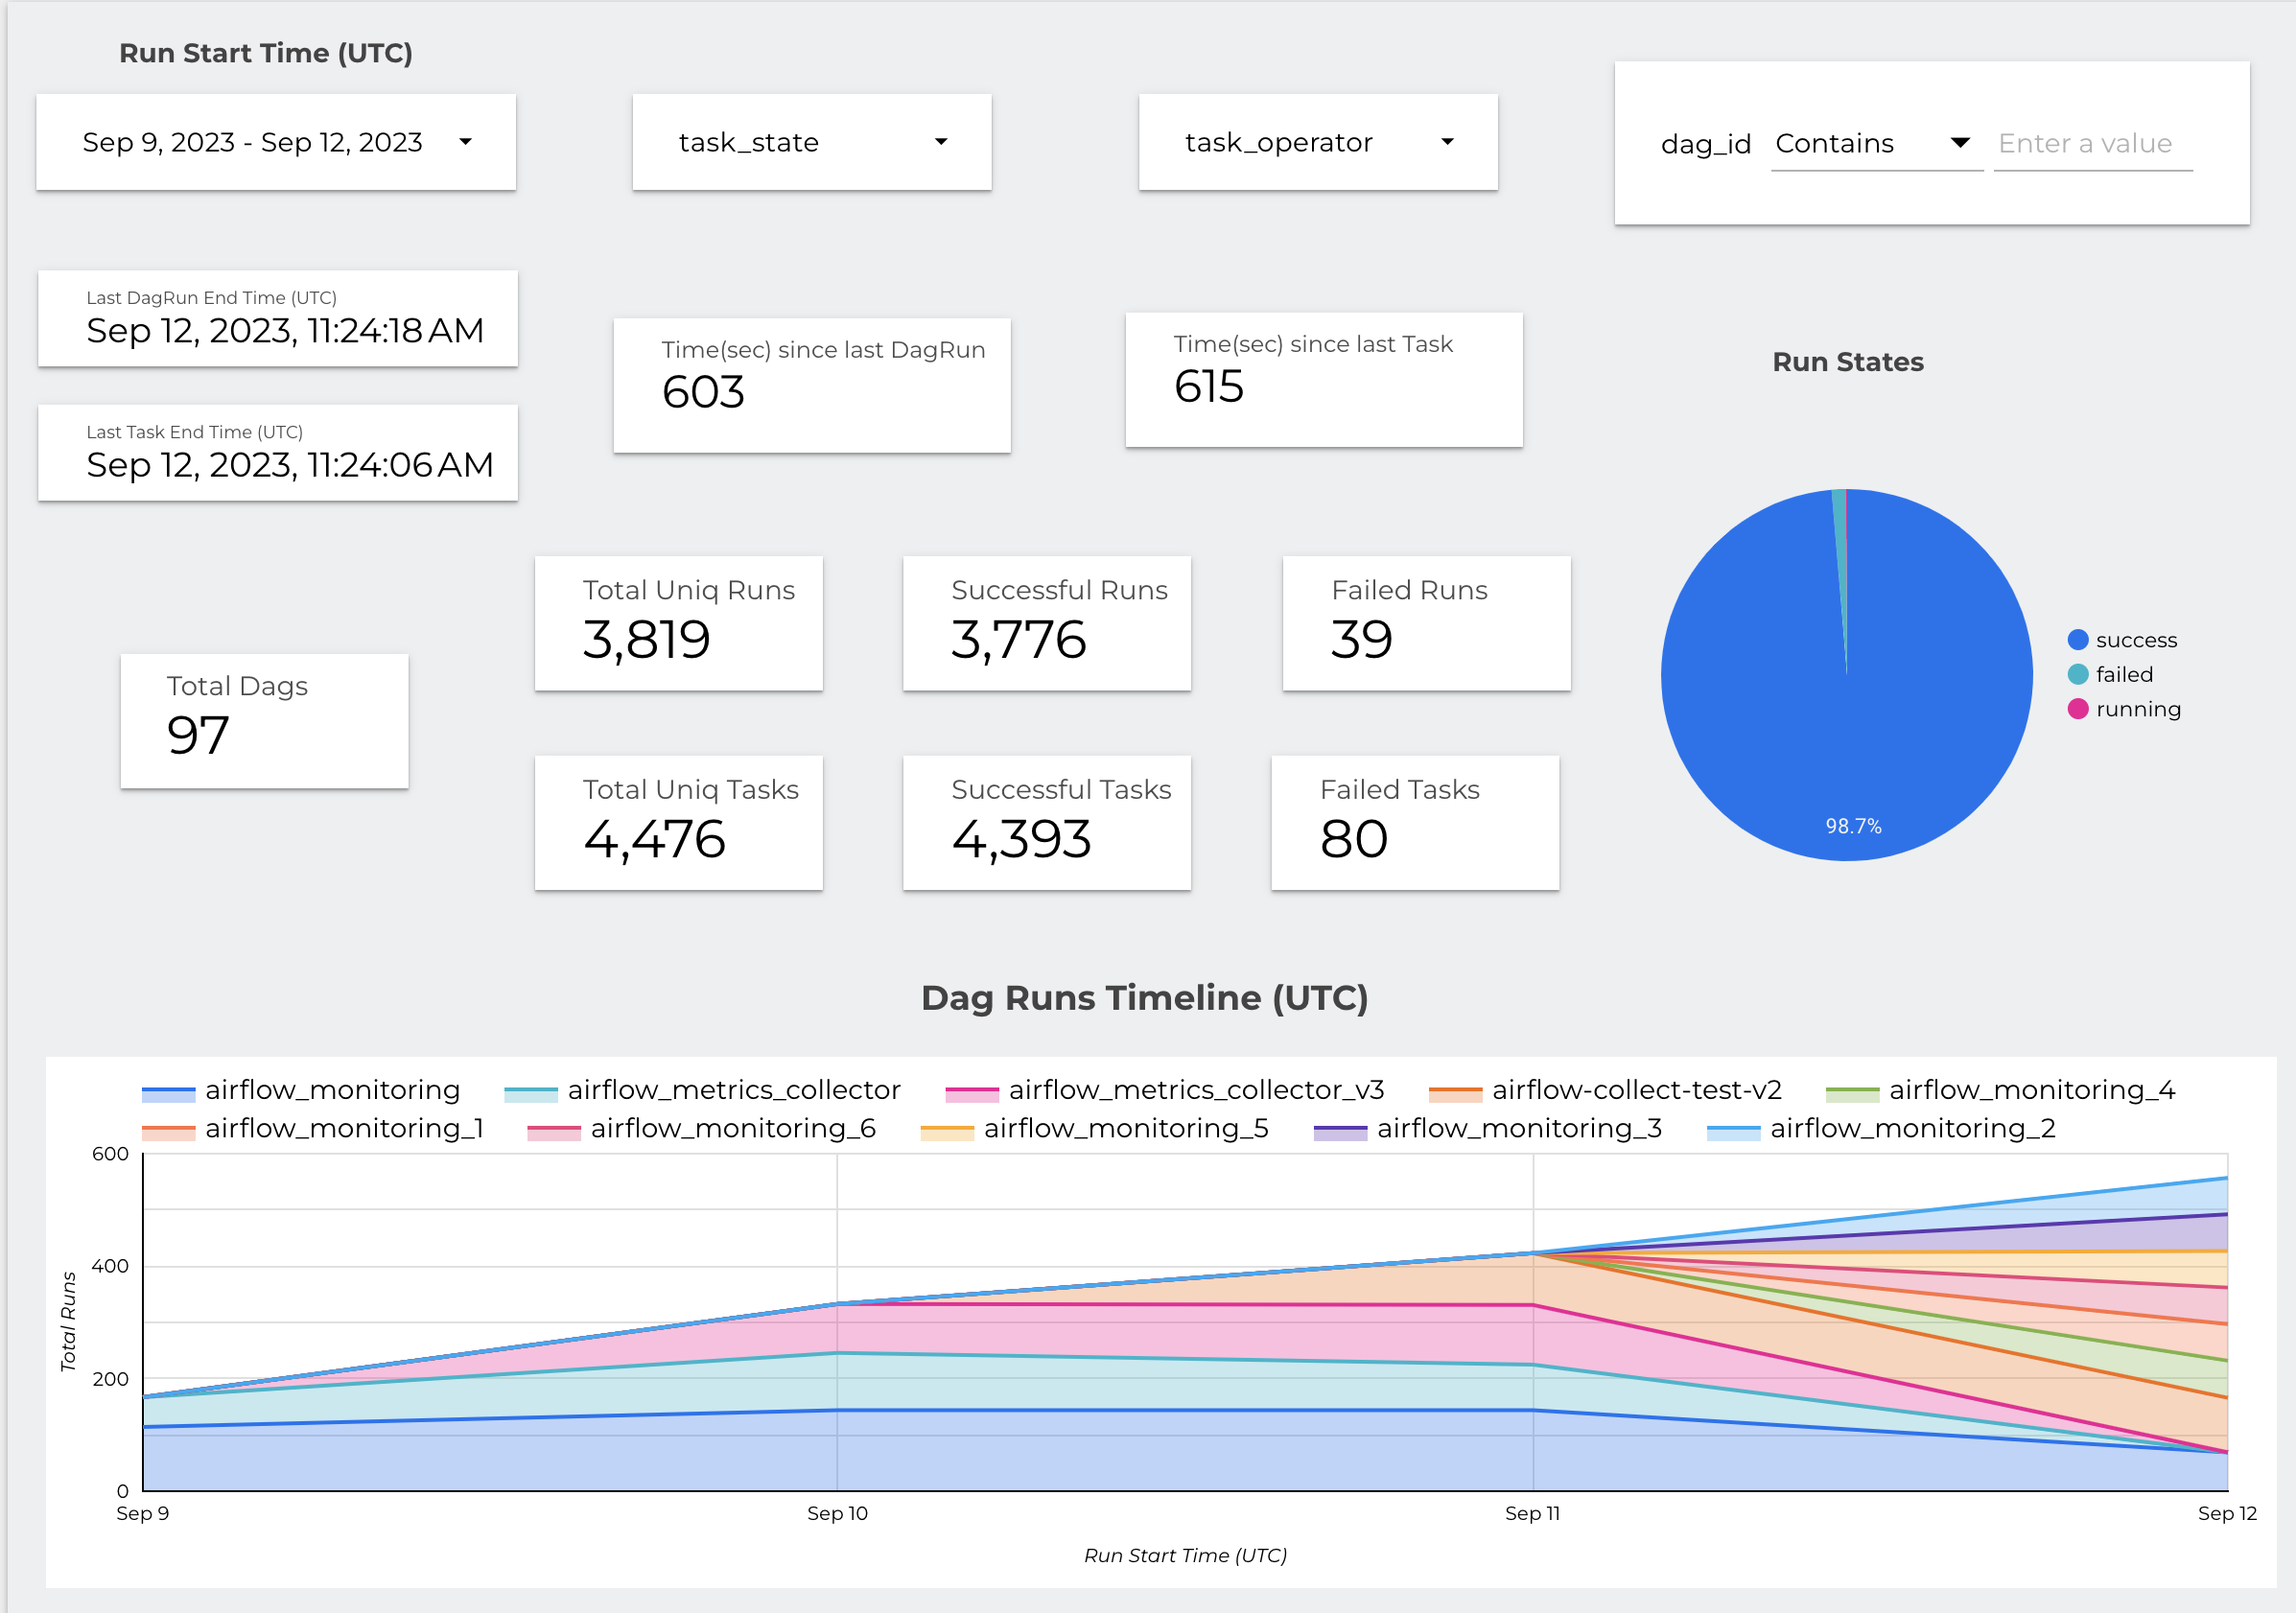 Run Start Time (UTC)
Sep 9, 2023 - Sep 12, 2023
task_state
task_operator
dag_id Contains Enter a value
Last DagRun End Time (UTC)
Sep 12, 2023, 11:24:18 AM
Time(sec) since last DagRun
603
Time(sec) since last Task
615
Last Task End Time (UTC)
Sep 12, 2023, 11:24:06 AM
Run States
98.7%
success
failed
running
Total Dags
97
Total Uniq Runs
3,819
Successful Runs
3,776
Failed Runs
39
Total Uniq Tasks
4,476
Successful Tasks
4,393
Failed Tasks
80
Dag Runs Timeline (UTC)
airflow_monitoring airflow_metrics_collector airflow_metrics_collector_v3 airflow-collect-test-v2 airflow_monitoring_4
airflow_monitoring_1 airflow_monitoring_6 airflow_monitoring_5 airflow_monitoring_3 airflow_monitoring_2
Total Runs
600
400
200
0
Sep 9 Sep 10 Sep 11 Sep 12
Run Start Time (UTC)